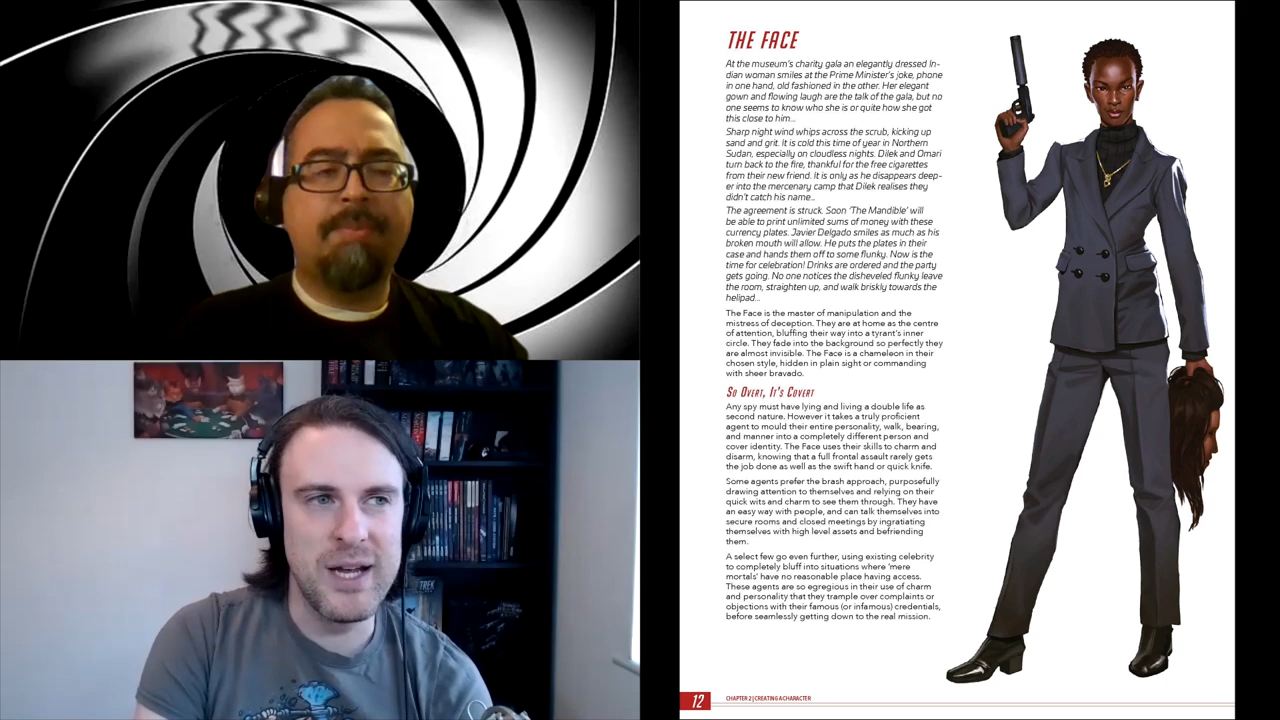 THE FACE
At the museum's charity gala an elegantly dressed In-
dian woman smiles at the Prime Minister's joke, phone
in one hand, old fashioned in the other. Her elegant
gown and flowing laugh are the talk of the gala, but no
one seems to know who she is or quite how she got
this close to him...
Sharp night wind whips across the scrub, kicking up
sand and grit. It is cold this time of year in Northern
Sudan, especially on cloudless nights. Dilek and Omari
turn back to the fire, thankful for the free cigarettes
from their new friend. It is only as he disappears deep-
er into the mercenary camp that Dilek realises they
didn't catch his name...
The agreement is struck. Soon 'The Mandible' will
be able to print unlimited sums of money with these
currency plates. Javier Delgado smiles as much as his
broken mouth will allow. He puts the plates in their
case and hands them off to some flunky. Now is the
time for celebration! Drinks are ordered and the party
gets going. No one notices the disheveled flunky leave
the room, straighten up, and walk briskly towards the
helipad...
The Face is the master of manipulation and the
mistress of deception. They are at home as the centre
of attention, bluffing their way into a tyrant's inner
circle. They fade into the background so perfectly they
are almost invisible. The Face is a chameleon in their
chosen style, hidden in plain sight or commanding
with sheer bravado.
So Overt, It's Covert
Any spy must have lying and living a double life as
second nature. However it takes a truly proficient
agent to mould their entire personality, walk, bearing,
and manner into a completely different person and
cover identity. The Face uses their skills to charm and
disarm, knowing that a full frontal assault rarely gets
the job done as well as the swift hand or quick knife.
Some agents prefer the brash approach, purposefully
drawing attention to themselves and relying on their
quick wits and charm to see them through. They have
an easy way with people, and can talk themselves into
secure rooms and closed meetings by ingratiating
themselves with high level assets and befriending
them.
A select few go even further, using existing celebrity
to completely bluff into situations where 'mere
mortals' have no reasonable place having access.
These agents are so egregious in their use of charm
and personality that they trample over complaints or
objections with their famous (or infamous) credentials,
before seamlessly getting down to the real mission.
12
CHAPTER 2 | CREATING A CHARACTER
TREK